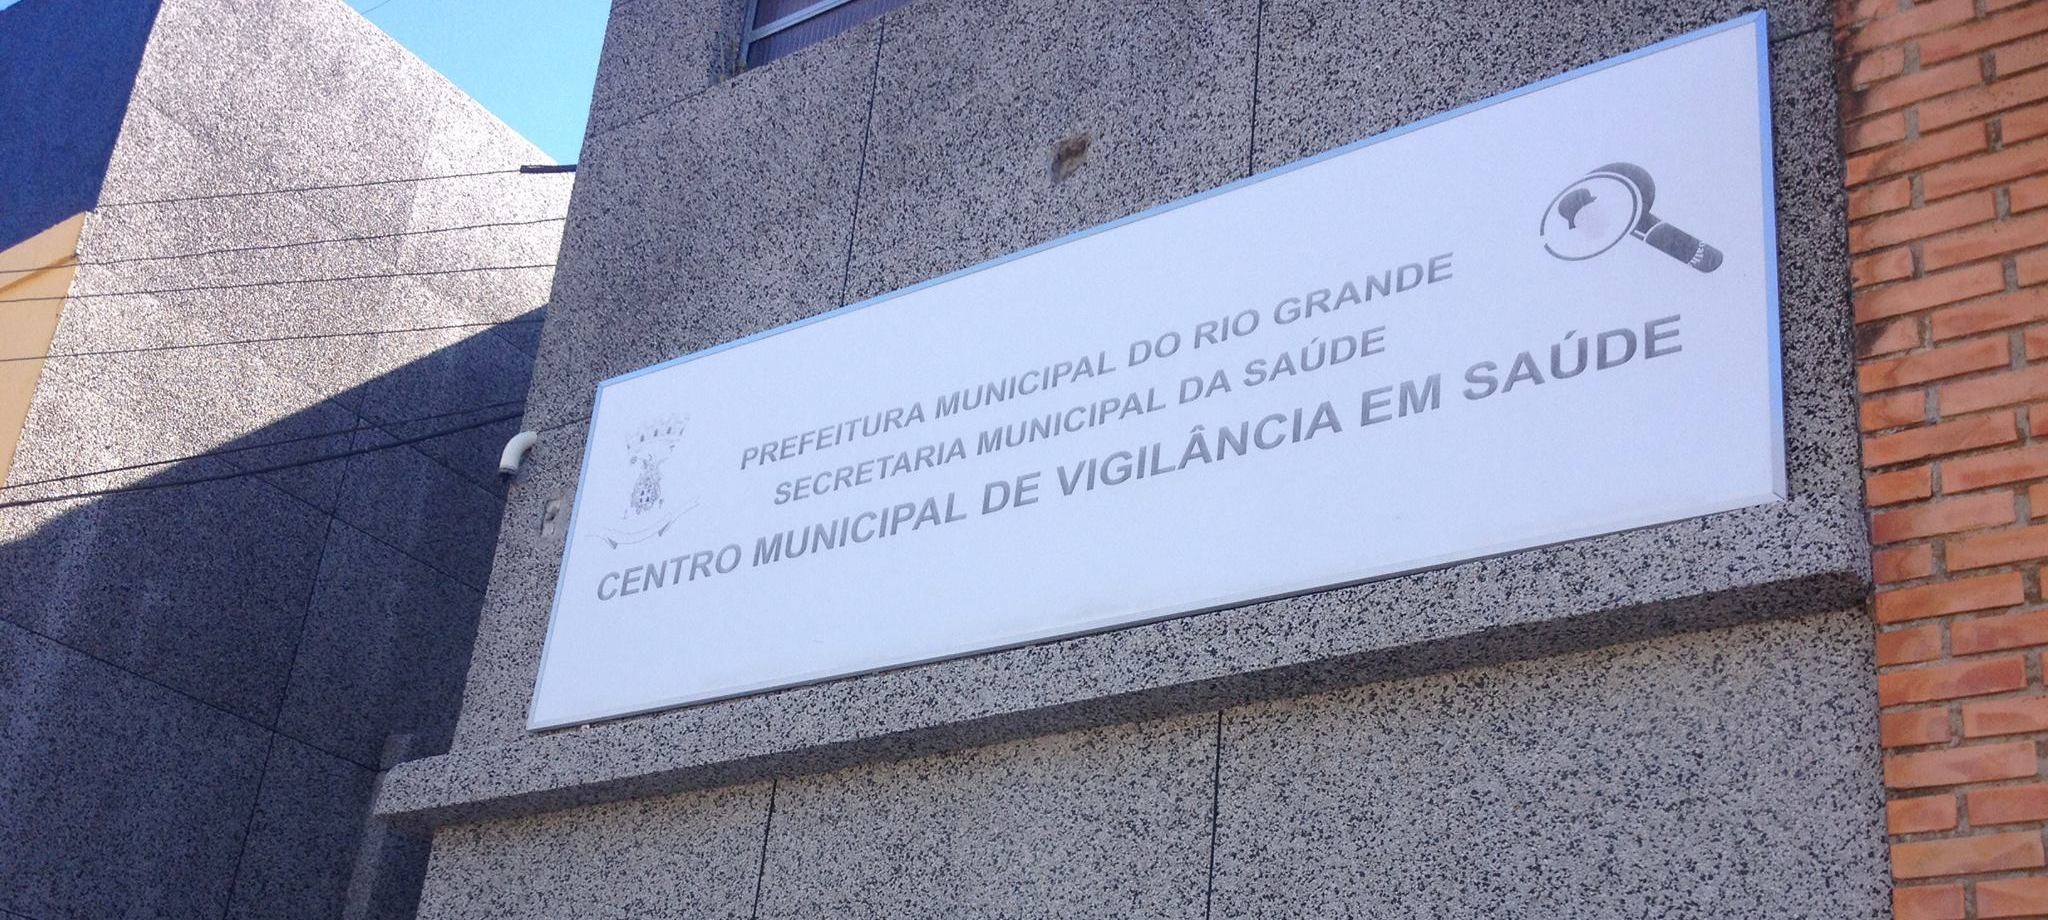 PREFEITURA MUNICIPAL DO RIO GRANDE
SECRETARIA MUNICIPAL DA SAÚDE
CENTRO MUNICIPAL DE VIGILÂNCIA EM SAÚDE